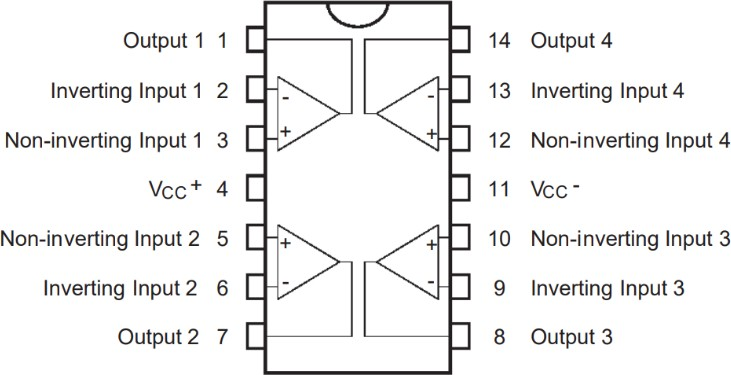 Output 1 1 14 Output 4
Inverting Input 1 2 - - 13 Inverting Input 4
Non-inverting Input 1 3 + + 12 Non-inverting Input 4
VCC+ 4 11 VCC-
Non-inverting Input 2 5 + + 10 Non-inverting Input 3
Inverting Input 2 6 - - 9 Inverting Input 3
Output 2 7 8 Output 3